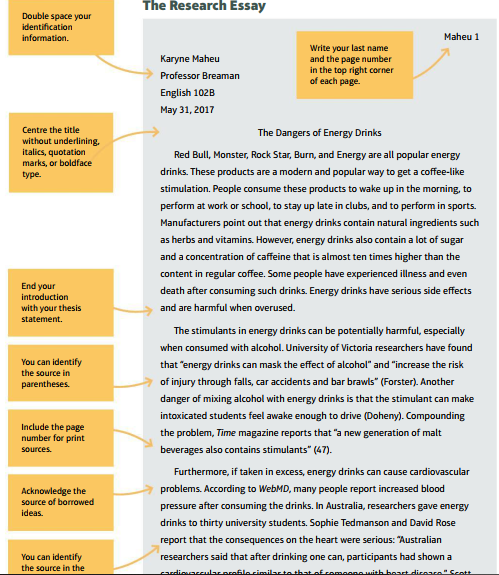 The Research Essay
Double space your
identification
information.
Maheu 1
Write your last name
and the page number
in the top right corner
of each page.
Karyne Maheu
Professor Breaman
English 102B
May 31, 2017
Centre the title
without underlining,
italics, quotation
marks, or boldface
type.
The Dangers of Energy Drinks
Red Bull, Monster, Rock Star, Burn, and Energy are all popular energy
drinks. These products are a modern and popular way to get a coffee-like
stimulation. People consume these products to wake up in the morning, to
perform at work or school, to stay up late in clubs, and to perform in sports.
Manufacturers point out that energy drinks contain natural ingredients such
as herbs and vitamins. However, energy drinks also contain a lot of sugar
and a concentration of caffeine that is almost ten times higher than the
content in regular coffee. Some people have experienced illness and even
death after consuming such drinks. Energy drinks have serious side effects
and are harmful when overused.
End your
introduction
with your thesis
statement.
The stimulants in energy drinks can be potentially harmful, especially
when consumed with alcohol. University of Victoria researchers have found
that “energy drinks can mask the effect of alcohol” and “increase the risk
of injury through falls, car accidents and bar brawls” (Forster). Another
danger of mixing alcohol with energy drinks is that the stimulant can make
intoxicated students feel awake enough to drive (Doheny). Compounding
the problem, Time magazine reports that “a new generation of malt
beverages also contains stimulants” (47).
You can identify
the source in
parentheses.
Include the page
number for print
sources.
Furthermore, if taken in excess, energy drinks can cause cardiovascular
problems. According to WebMD, many people report increased blood
pressure after consuming the drinks. In Australia, researchers gave energy
drinks to thirty university students. Sophie Tedmanson and David Rose
report that the consequences on the heart were serious: “Australian
researchers said that after drinking one can, participants had shown a
cardiovascular profile similar to that of someone with heart disease.” Scott
Acknowledge the
source of borrowed
ideas.
You can identify
the source in the